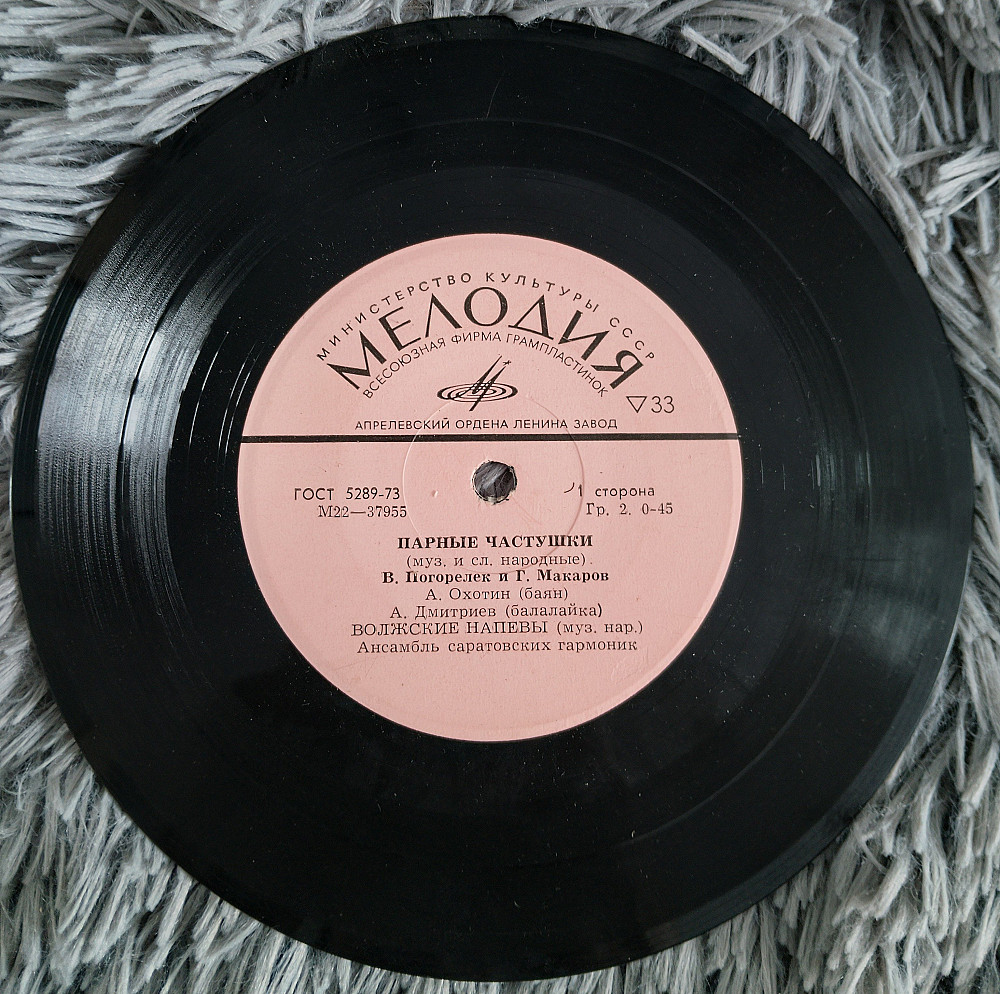 МИНИСТЕРСТВО КУЛЬТУРЫ СССР
МЕЛОДИЯ
ВСЕСОЮЗНАЯ ФИРМА ГРАМПЛАСТИНОК
▽33
АПРЕЛЕВСКИЙ ОРДЕНА ЛЕНИНА ЗАВОД
ГОСТ 5289-73 1 сторона
М22—37955 Гр. 2. 0-45
ПАРНЫЕ ЧАСТУШКИ
(муз. и сл. народные).
В. Погорелек и Г. Макаров
А. Охотин (баян)
А. Дмитриев (балалайка)
ВОЛЖСКИЕ НАПЕВЫ (муз. нар.)
Ансамбль саратовских гармоник